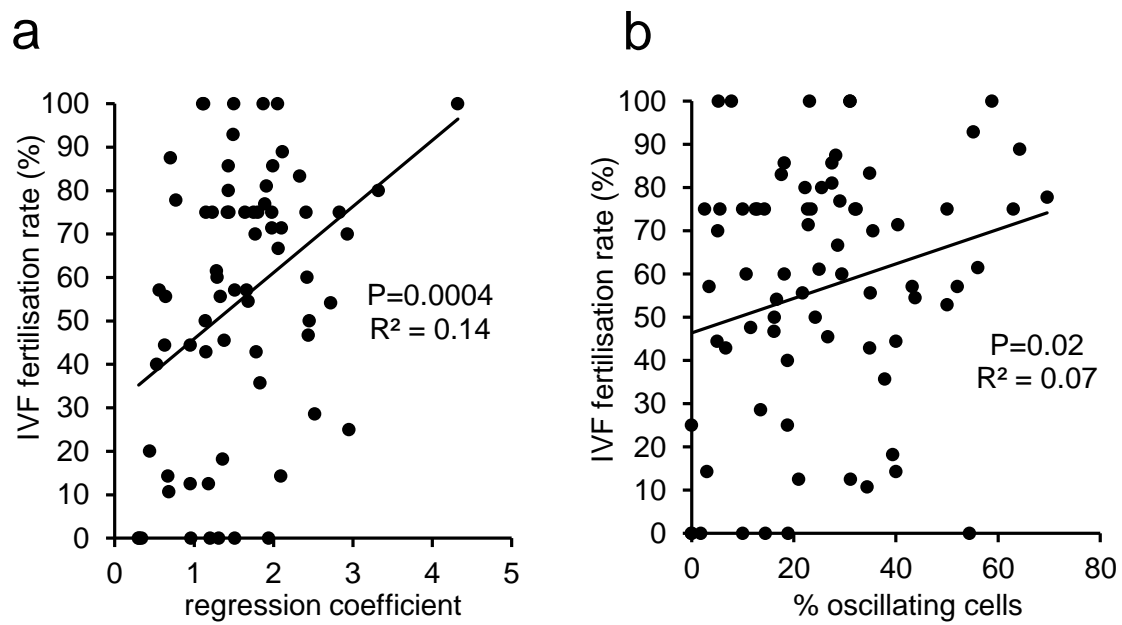 a
IVF fertilisation rate (%)
100
90
80
70
60
50
40
30
20
10
0
P=0.0004
R² = 0.14
0 1 2 3 4 5
regression coefficient
b
IVF fertilisation rate (%)
100
90
80
70
60
50
40
30
20
10
0
P=0.02
R² = 0.07
0 20 40 60 80
% oscillating cells